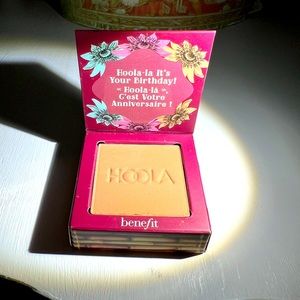 Hoola-la It's
Your Birthday!
Hoola-là
C'est Votre
Anniversaire !
HOOLA
benefit